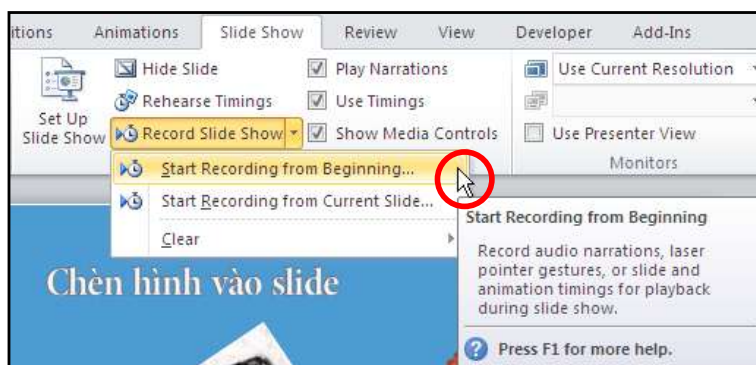 itions Animations Slide Show Review View Developer Add-Ins
Set Up
Slide Show
Hide Slide
Rehearse Timings
Record Slide Show
Play Narrations
Use Timings
Show Media Controls
Use Current Resolution
Use Presenter View
Monitors
Start Recording from Beginning...
Start Recording from Current Slide...
Clear
Start Recording from Beginning
Record audio narrations, laser
pointer gestures, or slide and
animation timings for playback
during slide show.
Press F1 for more help.
Chèn hình vào slide